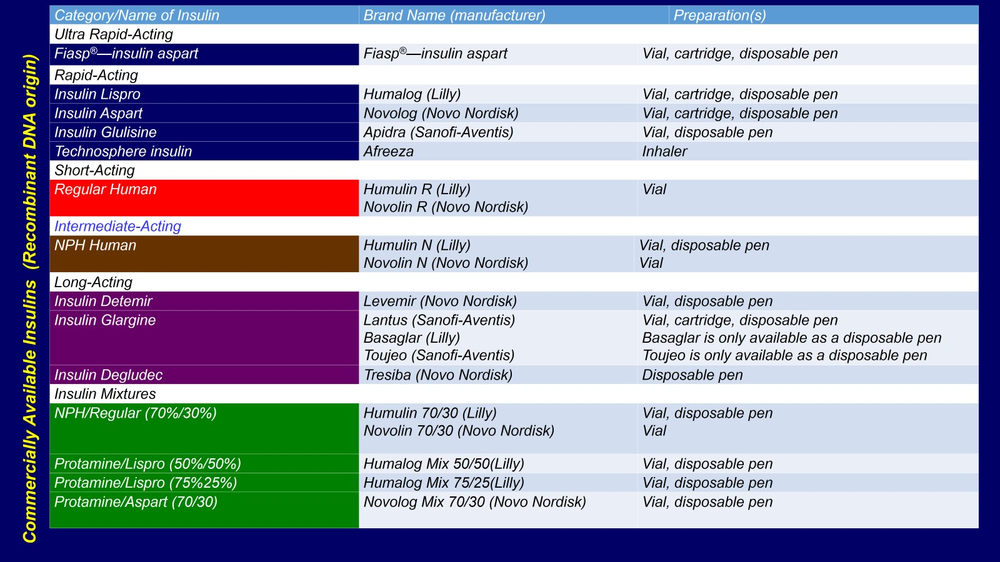 Commercially Available Insulins (Recombinant DNA origin)
Category/Name of Insulin Brand Name (manufacturer) Preparation(s)
Ultra Rapid-Acting
Fiasp®—insulin aspart Fiasp®—insulin aspart Vial, cartridge, disposable pen
Rapid-Acting
Insulin Lispro Humalog (Lilly) Vial, cartridge, disposable pen
Insulin Aspart Novolog (Novo Nordisk) Vial, cartridge, disposable pen
Insulin Glulisine Apidra (Sanofi-Aventis) Vial, disposable pen
Technosphere insulin Afreeza Inhaler
Short-Acting
Regular Human Humulin R (Lilly) Vial
Novolin R (Novo Nordisk)
Intermediate-Acting
NPH Human Humulin N (Lilly) Vial, disposable pen
Novolin N (Novo Nordisk) Vial
Long-Acting
Insulin Detemir Levemir (Novo Nordisk) Vial, disposable pen
Insulin Glargine Lantus (Sanofi-Aventis) Vial, cartridge, disposable pen
Basaglar (Lilly) Basaglar is only available as a disposable pen
Toujeo (Sanofi-Aventis) Toujeo is only available as a disposable pen
Insulin Degludec Tresiba (Novo Nordisk) Disposable pen
Insulin Mixtures
NPH/Regular (70%/30%) Humulin 70/30 (Lilly) Vial, disposable pen
Novolin 70/30 (Novo Nordisk) Vial
Protamine/Lispro (50%/50%) Humalog Mix 50/50(Lilly) Vial, disposable pen
Protamine/Lispro (75%25%) Humalog Mix 75/25(Lilly) Vial, disposable pen
Protamine/Aspart (70/30) Novolog Mix 70/30 (Novo Nordisk) Vial, disposable pen